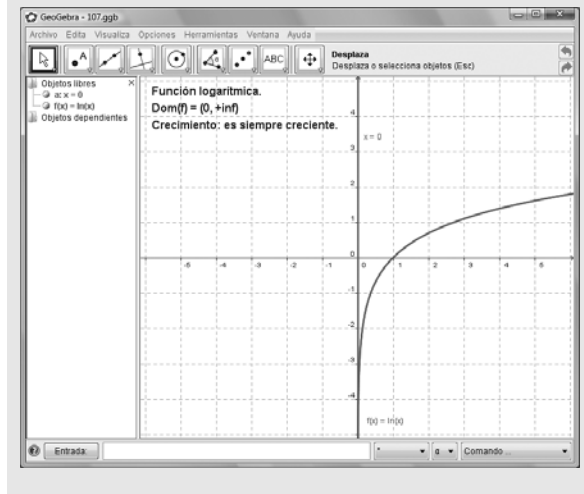 GeoGebra - 107.ggb
Archivo Edita Visualiza Opciones Herramientas Ventana Ayuda
A
ABC
Desplaza
Desplaza o selecciona objetos (Esc)
Objetos libres
a: x = 0
f(x) = ln(x)
Objetos dependientes
Función logarítmica.
Dom(f) = (0, +inf)
Crecimiento: es siempre creciente.
4
x = 0
3
2
1
0
-5 -4 -3 -2 -1 0 1 2 3 4 5
-1
-2
-3
-4
f(x) = ln(x)
Entrada:
α
Comando ...